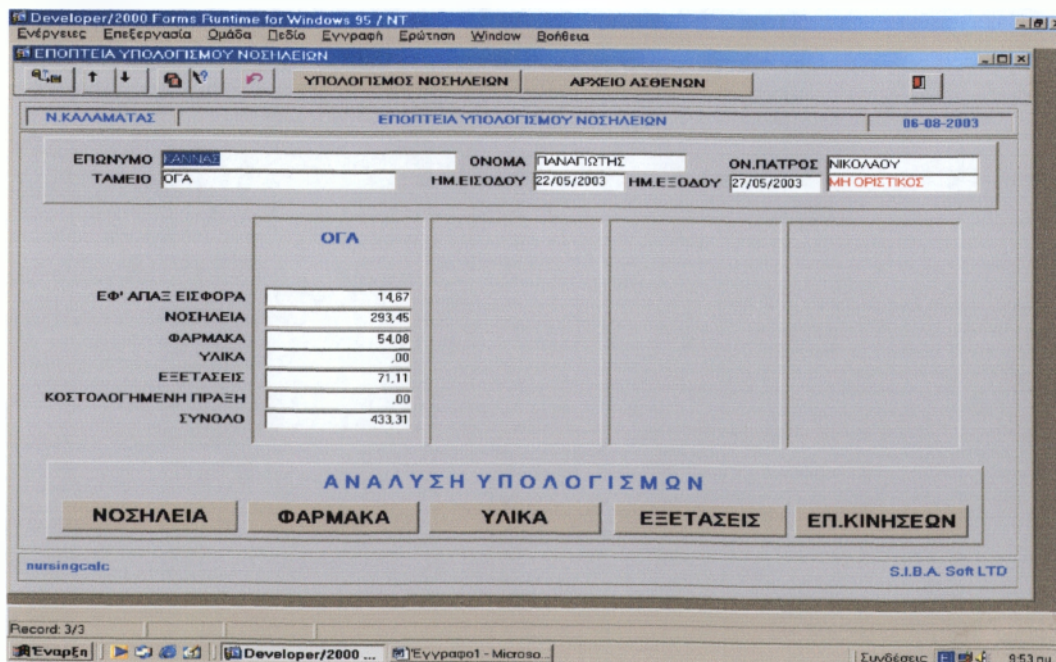 Developer/2000 Forms Runtime for Windows 95 / NT
Ενέργειες Επεξεργασία Ομάδα Πεδίο Εγγραφή Ερώτηση Window Βοήθεια
ΕΠΟΠΤΕΙΑ ΥΠΟΛΟΓΙΣΜΟΥ ΝΟΣΗΛΕΙΩΝ
ΥΠΟΛΟΓΙΣΜΟΣ ΝΟΣΗΛΕΙΩΝ ΑΡΧΕΙΟ ΑΣΘΕΝΩΝ
Ν.ΚΑΛΑΜΑΤΑΣ ΕΠΟΠΤΕΙΑ ΥΠΟΛΟΓΙΣΜΟΥ ΝΟΣΗΛΕΙΩΝ 06-08-2003
ΕΠΩΝΥΜΟ ΚΑΝΝΑΣ ΟΝΟΜΑ ΠΑΝΑΓΙΩΤΗΣ ΟΝ.ΠΑΤΡΟΣ ΝΙΚΟΛΑΟΥ
ΤΑΜΕΙΟ ΟΓΑ ΗΜ.ΕΙΣΟΔΟΥ 22/05/2003 ΗΜ.ΕΞΟΔΟΥ 27/05/2003 ΜΗ ΟΡΙΣΤΙΚΟΣ
ΟΓΑ
ΕΦ' ΑΠΑΞ ΕΙΣΦΟΡΑ 14,67
ΝΟΣΗΛΕΙΑ 293,45
ΦΑΡΜΑΚΑ 54,08
ΥΛΙΚΑ ,00
ΕΞΕΤΑΣΕΙΣ 71,11
ΚΟΣΤΟΛΟΓΗΜΕΝΗ ΠΡΑΞΗ ,00
ΣΥΝΟΛΟ 433,31
ΑΝΑΛΥΣΗ ΥΠΟΛΟΓΙΣΜΩΝ
ΝΟΣΗΛΕΙΑ ΦΑΡΜΑΚΑ ΥΛΙΚΑ ΕΞΕΤΑΣΕΙΣ ΕΠ.ΚΙΝΗΣΕΩΝ
nursingcalc S.I.B.A. Soft LTD
Record: 3/3
Έναρξη Developer/2000 ... Έγγραφο1 - Microso... Συνδέσεις 9:53 πμ